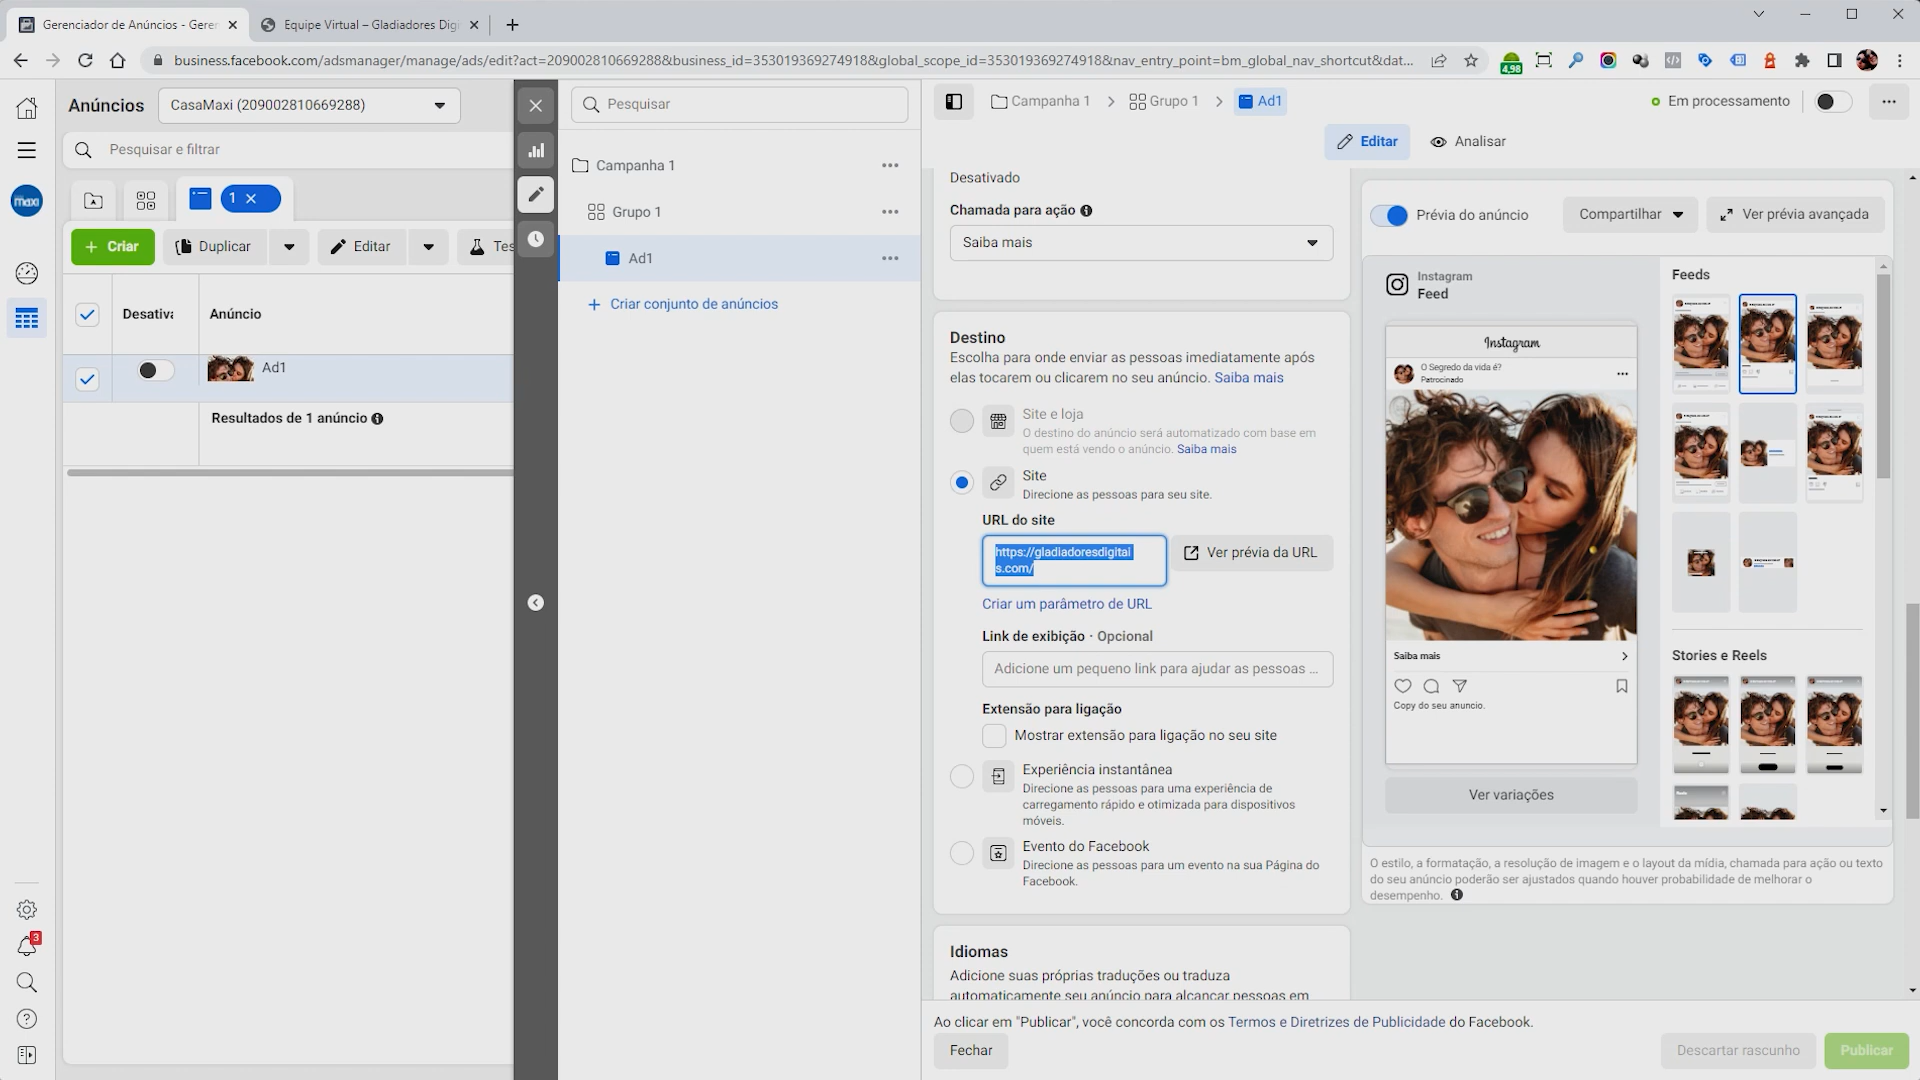 Gerenciador de Anúncios - Geren
Equipe Virtual – Gladiadores Digi
business.facebook.com/adsmanager/manage/ads/edit?act=209002810669288&business_id=353019369274918&global_scope_id=353019369274918&nav_entry_point=bm_global_nav_shortcut&dat...
4,98
Anúncios
CasaMaxi (209002810669288)
Pesquisar e filtrar
maxi
1
Criar
Duplicar
Editar
Tes
Desativa
Anúncio
Ad1
Resultados de 1 anúncio
3
Pesquisar
Campanha 1
Grupo 1
Ad1
Criar conjunto de anúncios
Campanha 1
Grupo 1
Ad1
Em processamento
Editar
Analisar
Desativado
Chamada para ação
Saiba mais
Destino
Escolha para onde enviar as pessoas imediatamente após
elas tocarem ou clicarem no seu anúncio. Saiba mais
Site e loja
O destino do anúncio será automatizado com base em
quem está vendo o anúncio. Saiba mais
Site
Direcione as pessoas para seu site.
URL do site
https://gladiadoresdigitai
s.com/
Ver prévia da URL
Criar um parâmetro de URL
Link de exibição · Opcional
Adicione um pequeno link para ajudar as pessoas ...
Extensão para ligação
Mostrar extensão para ligação no seu site
Experiência instantânea
Direcione as pessoas para uma experiência de
carregamento rápido e otimizada para dispositivos
móveis.
Evento do Facebook
Direcione as pessoas para um evento na sua Página do
Facebook.
Idiomas
Adicione suas próprias traduções ou traduza
automaticamente seu anúncio para alcançar pessoas em
Prévia do anúncio
Compartilhar
Ver prévia avançada
Instagram
Feed
Instagram
O Segredo da vida é?
Patrocinado
Saiba mais
Copy do seu anuncio.
Ver variações
Feeds
Stories e Reels
O estilo, a formatação, a resolução de imagem e o layout da mídia, chamada para ação ou texto
do seu anúncio poderão ser ajustados quando houver probabilidade de melhorar o
desempenho.
Ao clicar em "Publicar", você concorda com os Termos e Diretrizes de Publicidade do Facebook.
Fechar
Descartar rascunho
Publicar